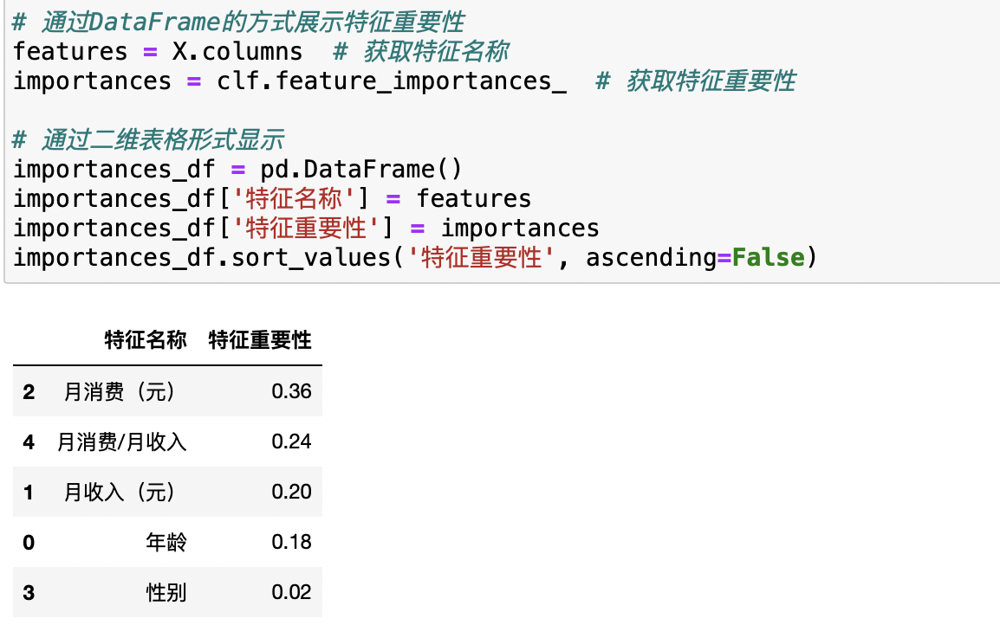 # 通过DataFrame的方式展示特征重要性
features = X.columns  # 获取特征名称
importances = clf.feature_importances_  # 获取特征重要性
# 通过二维表格形式显示
importances_df = pd.DataFrame()
importances_df['特征名称'] = features
importances_df['特征重要性'] = importances
importances_df.sort_values('特征重要性', ascending=False)
特征名称 特征重要性
2 月消费（元） 0.36
4 月消费/月收入 0.24
1 月收入（元） 0.20
0 年龄 0.18
3 性别 0.02